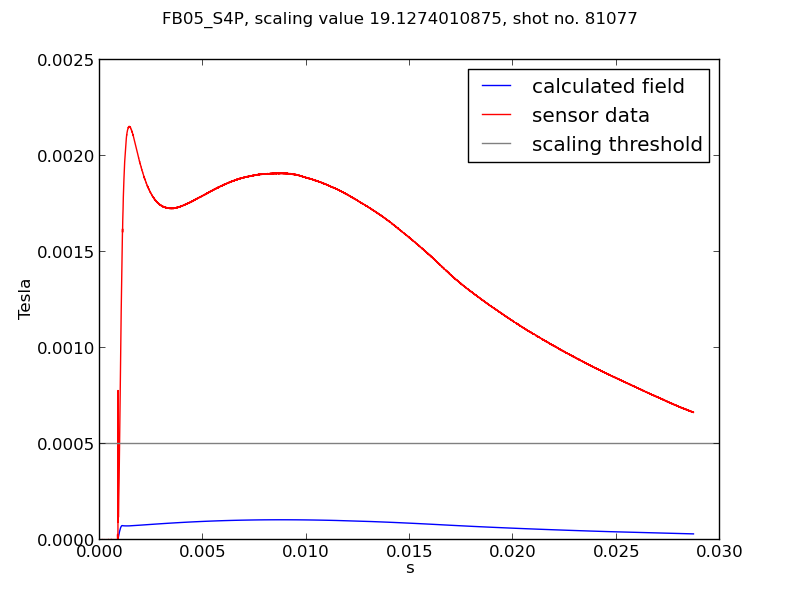 FB05_S4P, scaling value 19.1274010875, shot no. 81077
0.0025
0.0020
0.0015
0.0010
0.0005
0.0000
Tesla
calculated field
sensor data
scaling threshold
0.000 0.005 0.010 0.015 0.020 0.025 0.030
s